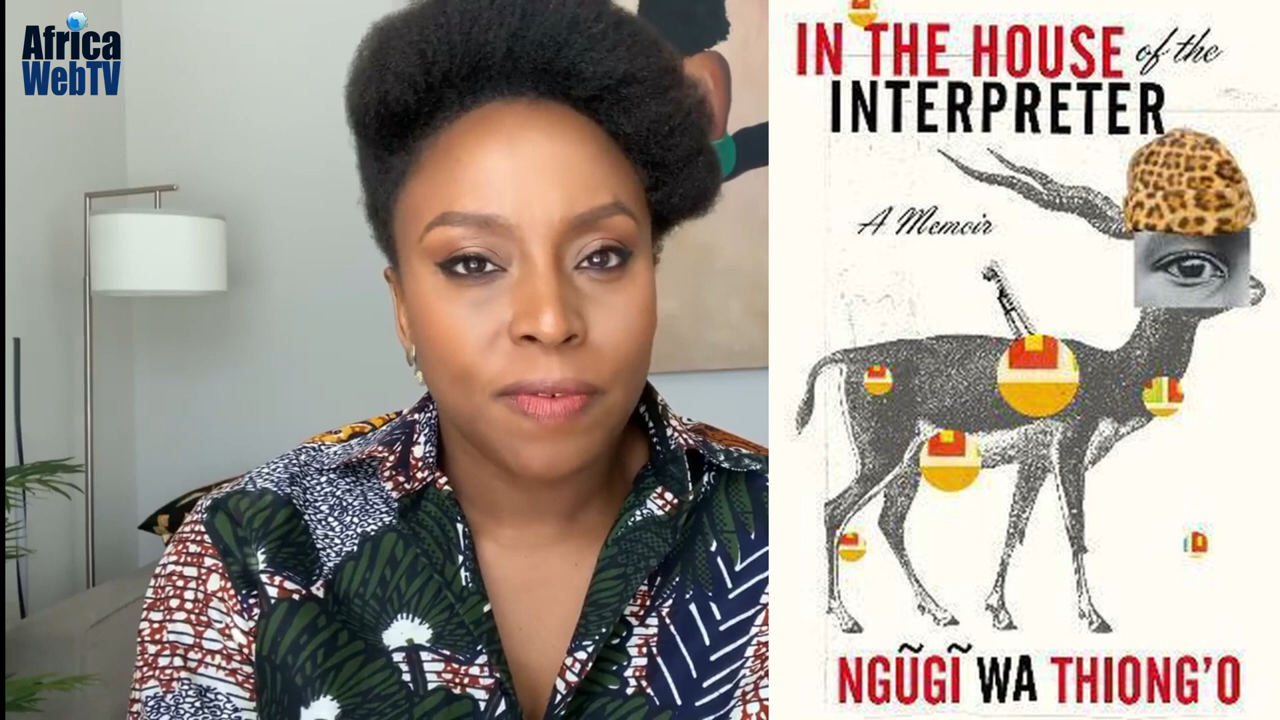 Africa
WebTV
IN THE HOUSE of the
INTERPRETER
A Memoir
NGŨGĨ WA THIONG'O